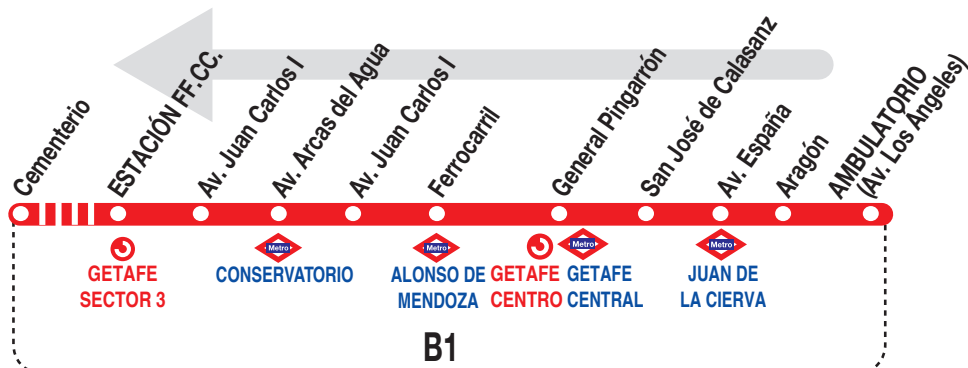 Cementerio
ESTACIÓN FF.CC.
Av. Juan Carlos I
Av. Arcas del Agua
Av. Juan Carlos I
Ferrocarril
General Pingarrón
San José de Calasanz
Av. España
Aragón
AMBULATORIO
(Av. Los Ángeles)
GETAFE
SECTOR 3
Metro
CONSERVATORIO
Metro
ALONSO DE
MENDOZA
GETAFE
CENTRO
Metro
GETAFE
CENTRAL
Metro
JUAN DE
LA CIERVA
B1